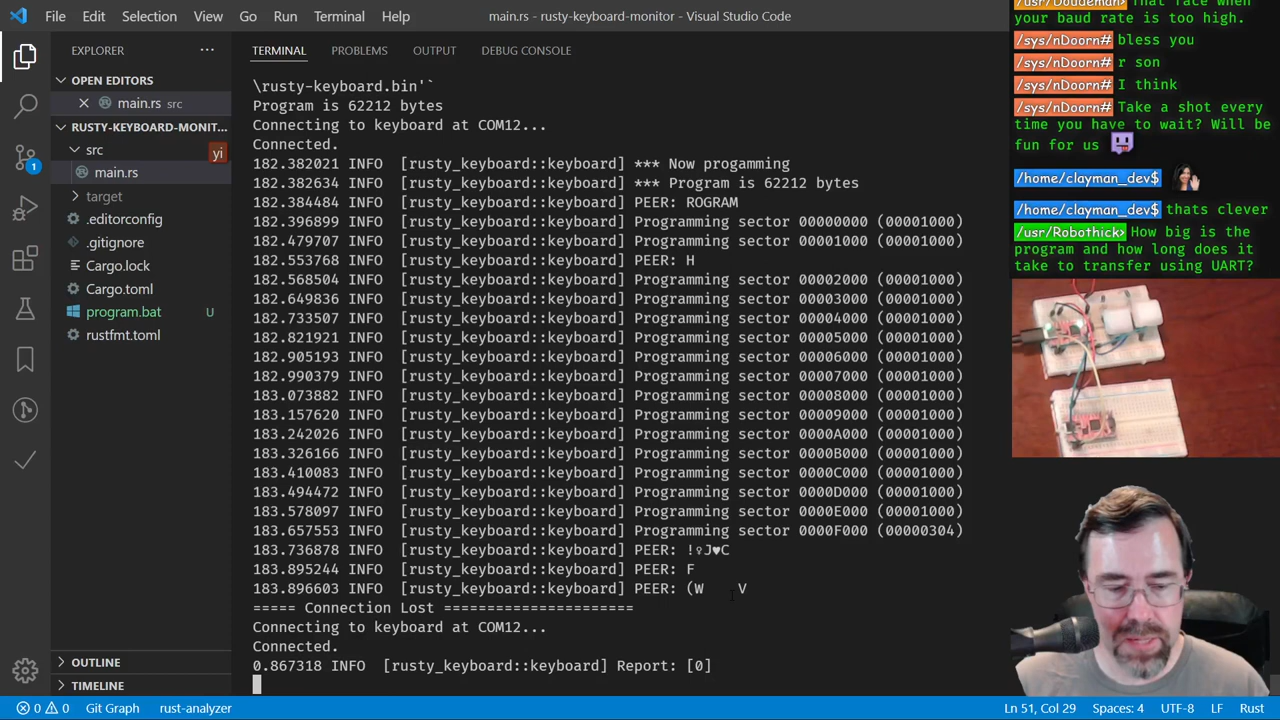 File Edit Selection View Go Run Terminal Help
main.rs - rusty-keyboard-monitor - Visual Studio Code
EXPLORER
OPEN EDITORS
main.rs src
RUSTY-KEYBOARD-MONIT...
src
yi
main.rs
target
.editorconfig
.gitignore
Cargo.lock
Cargo.toml
program.bat U
rustfmt.toml
OUTLINE
TIMELINE
1
TERMINAL PROBLEMS OUTPUT DEBUG CONSOLE
\rusty-keyboard.bin'`
Program is 62212 bytes
Connecting to keyboard at COM12...
Connected.
182.382021 INFO [rusty_keyboard::keyboard] *** Now progamming
182.382634 INFO [rusty_keyboard::keyboard] *** Program is 62212 bytes
182.384484 INFO [rusty_keyboard::keyboard] PEER: ROGRAM
182.396989 INFO [rusty_keyboard::keyboard] Programming sector 00000000 (00001000)
182.479705 INFO [rusty_keyboard::keyboard] Programming sector 00001000 (00001000)
182.553076 INFO [rusty_keyboard::keyboard] PEER: H
182.568504 INFO [rusty_keyboard::keyboard] Programming sector 00002000 (00001000)
182.649836 INFO [rusty_keyboard::keyboard] Programming sector 00003000 (00001000)
182.733507 INFO [rusty_keyboard::keyboard] Programming sector 00004000 (00001000)
182.821921 INFO [rusty_keyboard::keyboard] Programming sector 00005000 (00001000)
182.905193 INFO [rusty_keyboard::keyboard] Programming sector 00006000 (00001000)
182.990379 INFO [rusty_keyboard::keyboard] Programming sector 00007000 (00001000)
183.073882 INFO [rusty_keyboard::keyboard] Programming sector 00008000 (00001000)
183.157620 INFO [rusty_keyboard::keyboard] Programming sector 00009000 (00001000)
183.242026 INFO [rusty_keyboard::keyboard] Programming sector 0000A000 (00001000)
183.326166 INFO [rusty_keyboard::keyboard] Programming sector 0000B000 (00001000)
183.410083 INFO [rusty_keyboard::keyboard] Programming sector 0000C000 (00001000)
183.494472 INFO [rusty_keyboard::keyboard] Programming sector 0000D000 (00001000)
183.578097 INFO [rusty_keyboard::keyboard] Programming sector 0000E000 (00001000)
183.657553 INFO [rusty_keyboard::keyboard] Programming sector 0000F000 (00000304)
183.736878 INFO [rusty_keyboard::keyboard] PEER: !♀J♥C
183.895244 INFO [rusty_keyboard::keyboard] PEER: F
183.896603 INFO [rusty_keyboard::keyboard] PEER: (W V
===== Connection Lost ======================
Connecting to keyboard at COM12...
Connected.
0.867318 INFO [rusty_keyboard::keyboard] Report: [0]
/usr/Doudeman> That face when
your baud rate is too high.
/sys/nDoorn# bless you
/sys/nDoorn# r son
/sys/nDoorn# I think
/sys/nDoorn# Take a shot every
time you have to wait? Will be
fun for us
/home/clayman_dev$
/home/clayman_dev$ thats clever
/usr/Robothick> How big is the
program and how long does it
take to transfer using UART?
0 0 Git Graph rust-analyzer
Ln 51, Col 29 Spaces: 4 UTF-8 LF Rust